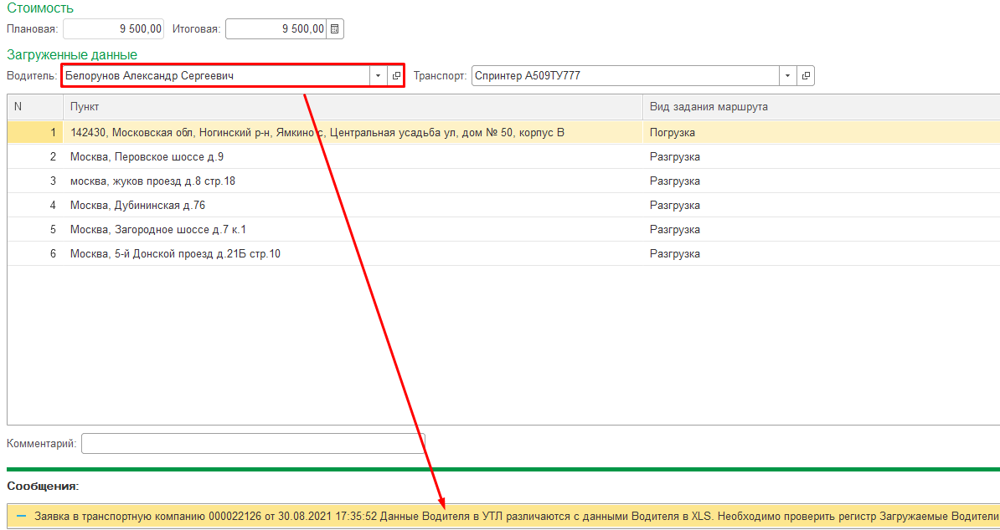 Стоимость
Плановая: 9 500,00 Итоговая: 9 500,00
Загруженные данные
Водитель: Белорунов Александр Сергеевич Транспорт: Спринтер А509ТУ777
N Пункт Вид задания маршрута
1 142430, Московская обл, Ногинский р-н, Ямкино с, Центральная усадьба ул, дом № 50, корпус В Погрузка
2 Москва, Перовское шоссе д.9 Разгрузка
3 москва, жуков проезд д.8 стр.18 Разгрузка
4 Москва, Дубининская д.76 Разгрузка
5 Москва, Загородное шоссе д.7 к.1 Разгрузка
6 Москва, 5-й Донской проезд д.21Б стр.10 Разгрузка
Комментарий:
Сообщения:
Заявка в транспортную компанию 000022126 от 30.08.2021 17:35:52 Данные Водителя в УТЛ различаются с данными Водителя в XLS. Необходимо проверить регистр Загружаемые Водители